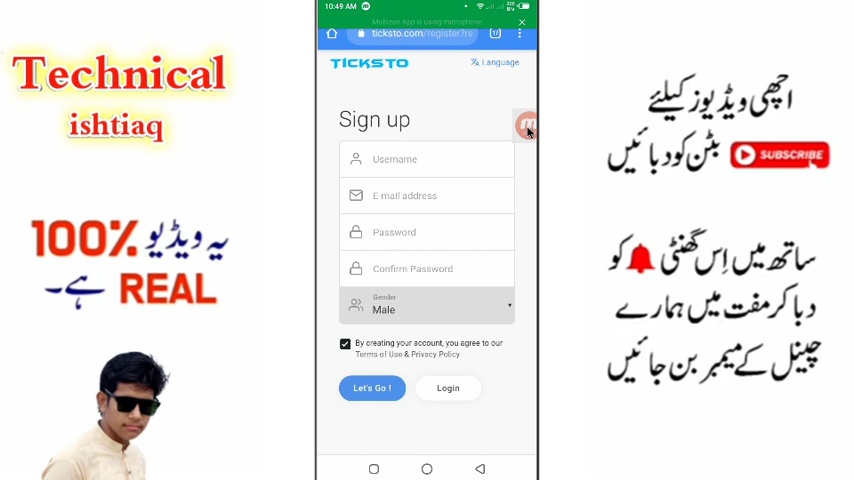 Technical
ishtiaq
100% یہ ویڈیو
REAL ہے۔
10:49 AM
Mobizen App is using microphone
ticksto.com/register?re
17
TICKSTO
Language
Sign up
Username
E-mail address
Password
Confirm Password
Gender
Male
By creating your account, you agree to our
Terms of Use & Privacy Policy
Let's Go !
Login
اچھی ویڈیوز کیلئے
SUBSCRIBE بٹن کو دبائیں
ساتھ میں اِس گھنٹی کو
دبا کر مفت میں ہمارے
چینل کے میمبر بن جائیں